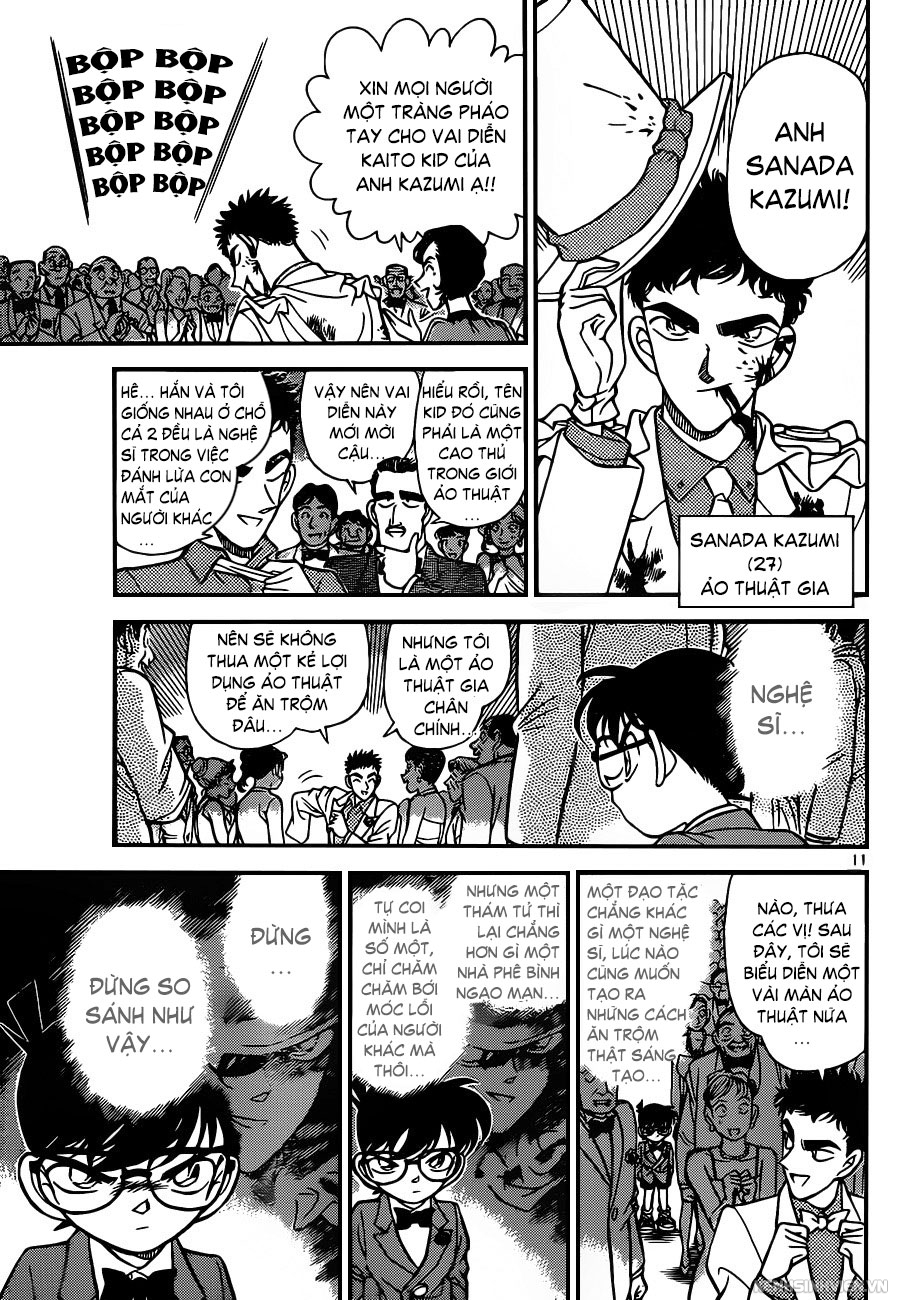 ANH
SANADA
KAZUMI!
SANADA KAZUMI
(27)
ÁO THUẬT GIA
XIN MỌI NGƯỜI
MỘT TRÀNG PHÁO
TAY CHO VAI DIỄN
KAITO KID CỦA
ANH KAZUMI Ạ!!
BỘP BỘP
BỘP BỘP
BỘP BỘP
BỘP BỘP
BỘP BỘP
HIỂU RỒI, TÊN
KID ĐÓ CŨNG
PHẢI LÀ MỘT
CAO THỦ
TRONG GIỚI
ÁO THUẬT
...
VẬY NÊN VAI
DIỄN NÀY
MỚI MỜI
CẬU...
HÊ... HẮN VÀ TÔI
GIỐNG NHAU Ở CHỖ
CẢ 2 ĐỀU LÀ NGHỆ
SĨ TRONG VIỆC
ĐÁNH LỪA CON
MẮT CỦA
NGƯỜI KHÁC
...
NGHỆ
SĨ...
NHƯNG TÔI
LÀ MỘT ÁO
THUẬT GIA
CHÂN
CHÍNH...
NÊN SẼ KHÔNG
THUA MỘT KẺ LỢI
DỤNG ÁO THUẬT
ĐỂ ĂN TRỘM
ĐÂU...
11
NÀO, THƯA
CÁC VỊ! SAU
ĐÂY, TÔI SẼ
BIỂU DIỄN MỘT
VÀI MÀN ÁO
THUẬT NỮA
...
MỘT ĐẠO TẶC
CHẲNG KHÁC
GÌ MỘT NGHỆ
SĨ, LÚC NÀO
CŨNG MUỐN
TẠO RA
NHỮNG CÁCH
ĂN TRỘM
THẬT SÁNG
TẠO...
NHƯNG MỘT
THÁM TỬ THÌ
LẠI CHẲNG
HƠN GÌ MỘT
NHÀ PHÊ BÌNH
NGẠO MẠN...
TỰ COI
MÌNH LÀ
SỐ MỘT,
CHỈ CHĂM
CHĂM BỚI
MÓC LỖI
CỦA NGƯỜI
KHÁC MÀ
THÔI...
ĐỪNG
...
ĐỪNG SO
SÁNH NHƯ
VẬY...